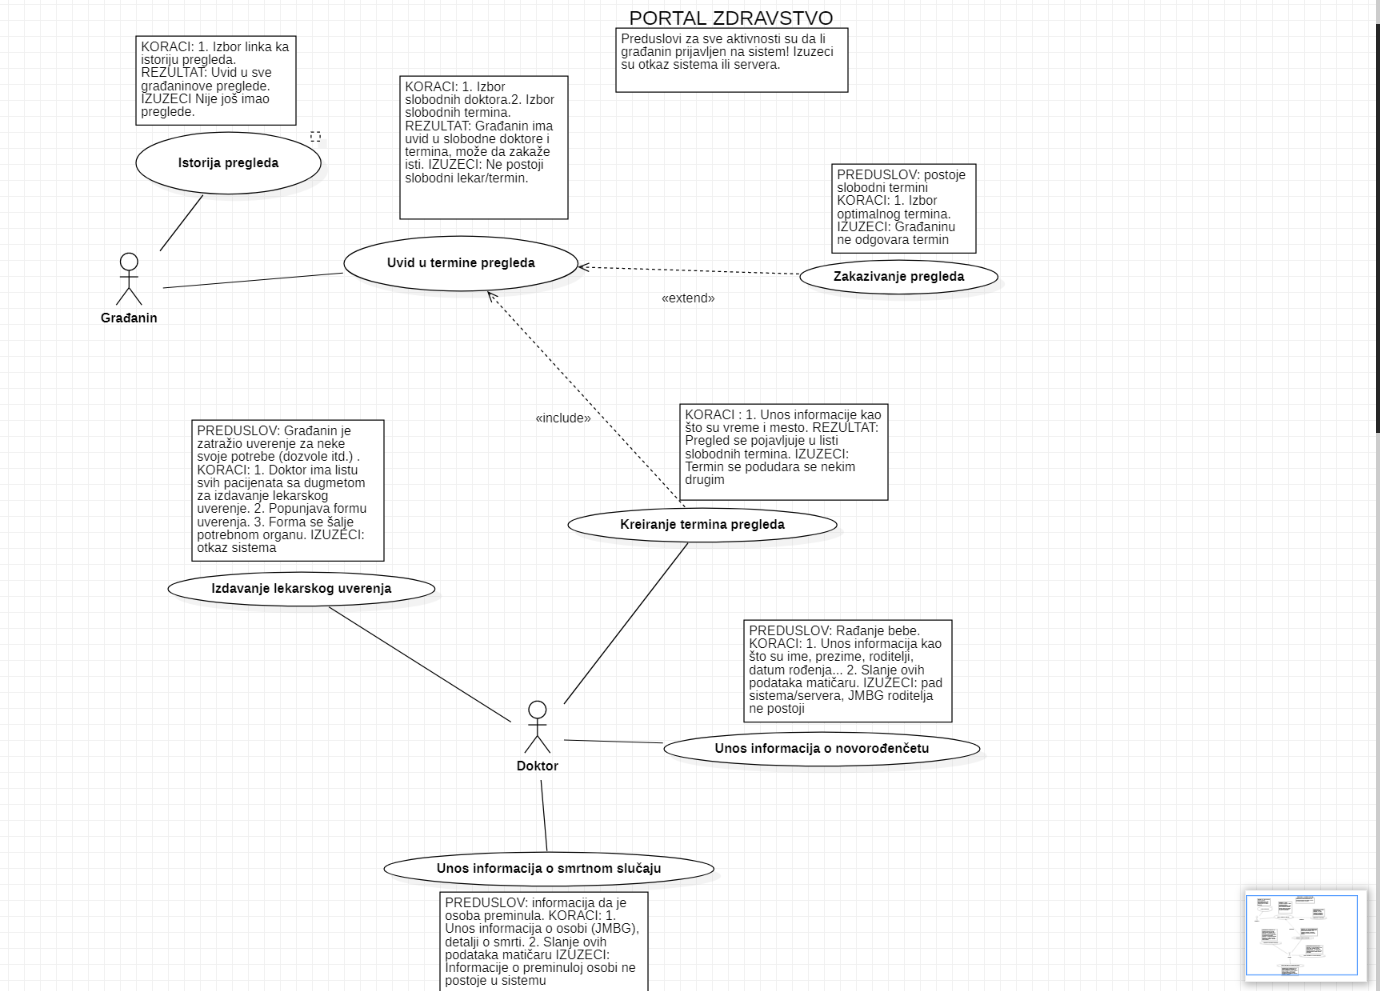 PORTAL ZDRAVSTVO
Preduslovi za sve aktivnosti su da li
građanin prijavljen na sistem! Izuzeci
su otkaz sistema ili servera.
KORACI: 1. Izbor linka ka
istoriju pregleda.
REZULTAT: Uvid u sve
građaninove preglede.
IZUZECI Nije još imao
preglede.
Istorija pregleda
KORACI: 1. Izbor
slobodnih doktora.2. Izbor
slobodnih termina.
REZULTAT: Građanin ima
uvid u slobodne doktore i
termina, može da zakaže
isti. IZUZECI: Ne postoji
slobodni lekar/termin.
Uvid u termine pregleda
PREDUSLOV: postoje
slobodni termini
KORACI: 1. Izbor
optimalnog termina.
IZUZECI: Građaninu
ne odgovara termin
Zakazivanje pregleda
«extend»
Građanin
«include»
KORACI : 1. Unos informacije kao
što su vreme i mesto. REZULTAT:
Pregled se pojavljuje u listi
slobodnih termina. IZUZECI:
Termin se podudara se nekim
drugim
Kreiranje termina pregleda
PREDUSLOV: Građanin je
zatražio uverenje za neke
svoje potrebe (dozvole itd.) .
KORACI: 1. Doktor ima listu
svih pacijenata sa dugmetom
za izdavanje lekarskog
uverenje. 2. Popunjava formu
uverenja. 3. Forma se šalje
potrebnom organu. IZUZECI:
otkaz sistema
Izdavanje lekarskog uverenja
PREDUSLOV: Rađanje bebe.
KORACI: 1. Unos informacija kao
što su ime, prezime, roditelji,
datum rođenja... 2. Slanje ovih
podataka matičaru. IZUZECI: pad
sistema/servera, JMBG roditelja
ne postoji
Unos informacija o novorođenčetu
Doktor
Unos informacija o smrtnom slučaju
PREDUSLOV: informacija da je
osoba preminula. KORACI: 1.
Unos informacija o osobi (JMBG),
detalji o smrti. 2. Slanje ovih
podataka matičaru IZUZECI:
Informacije o preminuloj osobi ne
postoje u sistemu